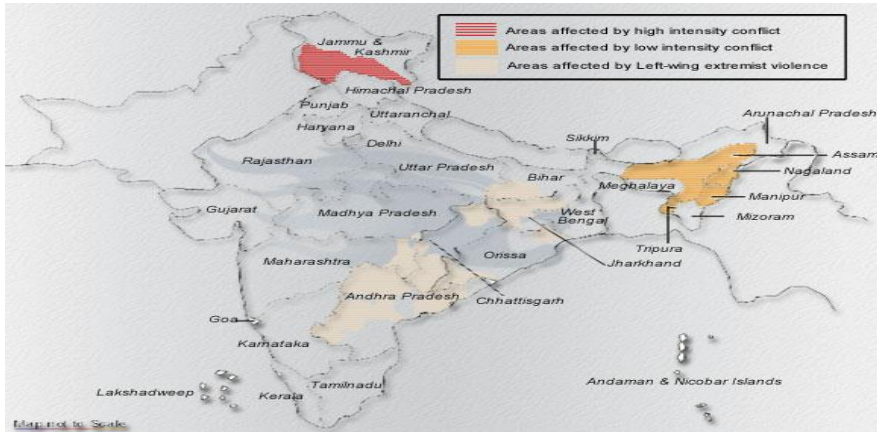 Areas affected by high intensity conflict
Areas affected by low intensity conflict
Areas affected by Left-wing extremist violence
Jammu &
Kashmir
Himachal Pradesh
Punjab
Uttaranchal
Haryana
Delhi
Rajasthan
Uttar Pradesh
Sikkim
Arunachal Pradesh
Assam
Nagaland
Bihar
Meghalaya
Manipur
Mizoram
Gujarat
Madhya Pradesh
West
Bengal
Tripura
Jharkhand
Maharashtra
Orissa
Andhra Pradesh
Chhattisgarh
Goa
Karnataka
Lakshadweep
Kerala
Tamilnadu
Andaman & Nicobar Islands
Map not to Scale